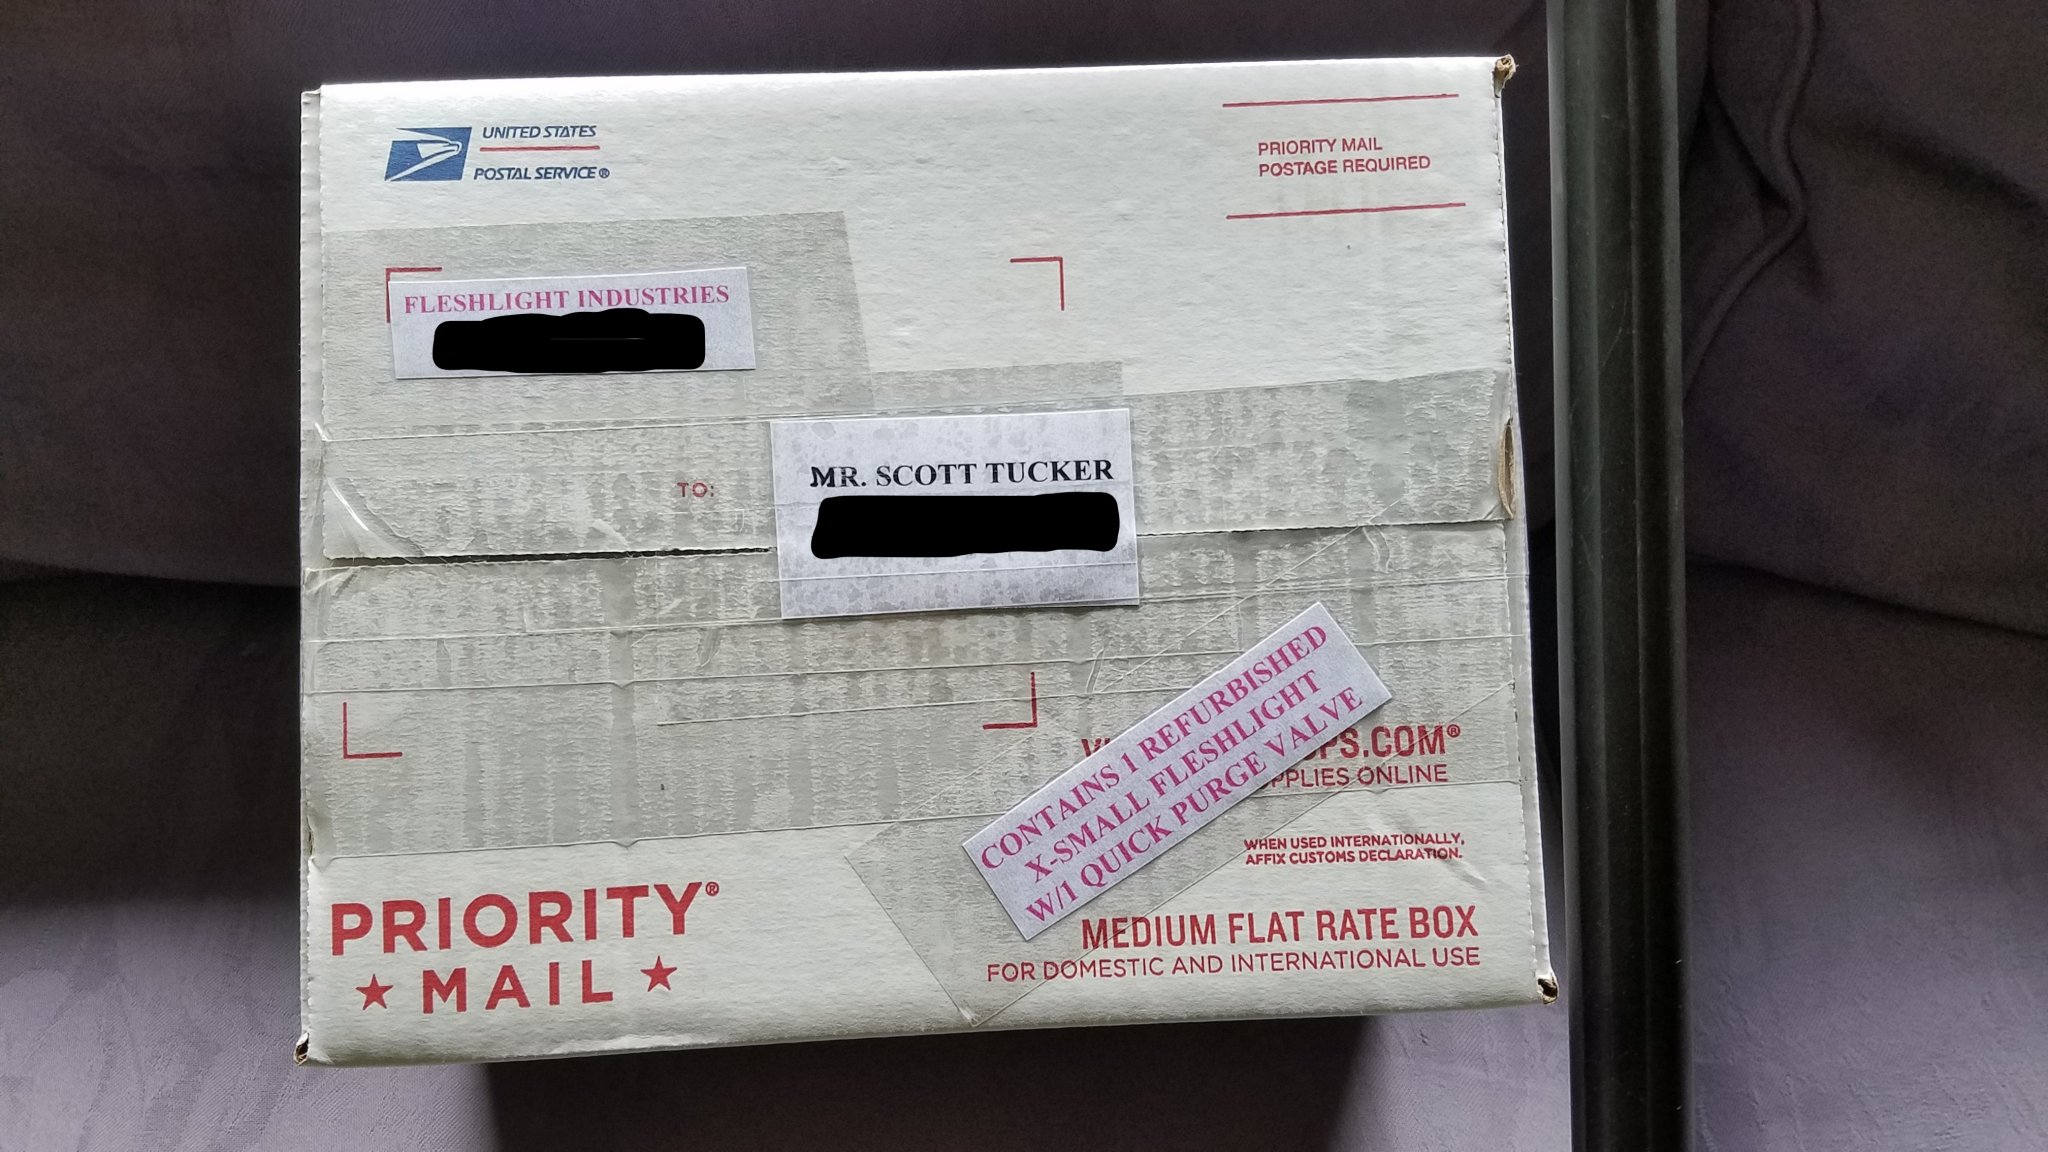 UNITED STATES
POSTAL SERVICE®
PRIORITY MAIL
POSTAGE REQUIRED
FLESHLIGHT INDUSTRIES
TO:
MR. SCOTT TUCKER
CONTAINS 1 REFURBISHED
X-SMALL FLESHLIGHT
W/1 QUICK PURGE VALVE
PS.COM®
PPLIES ONLINE
WHEN USED INTERNATIONALLY,
AFFIX CUSTOMS DECLARATION.
PRIORITY®
MAIL
MEDIUM FLAT RATE BOX
FOR DOMESTIC AND INTERNATIONAL USE